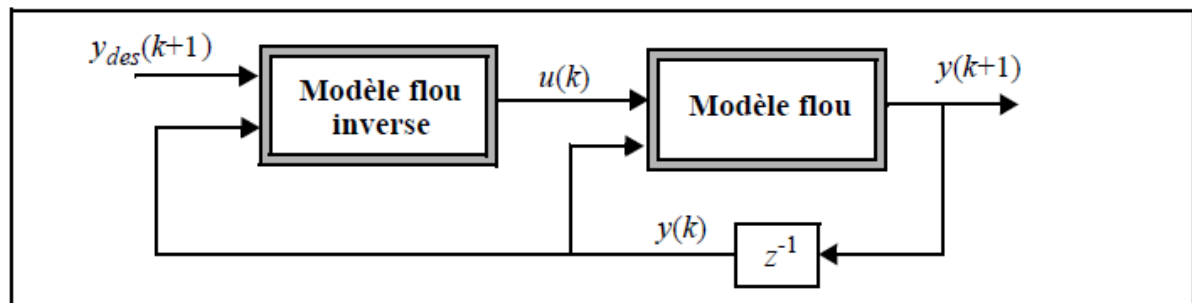 y_des(k+1)
Modèle flou
inverse
u(k)
Modèle flou
y(k+1)
y(k)
z⁻¹